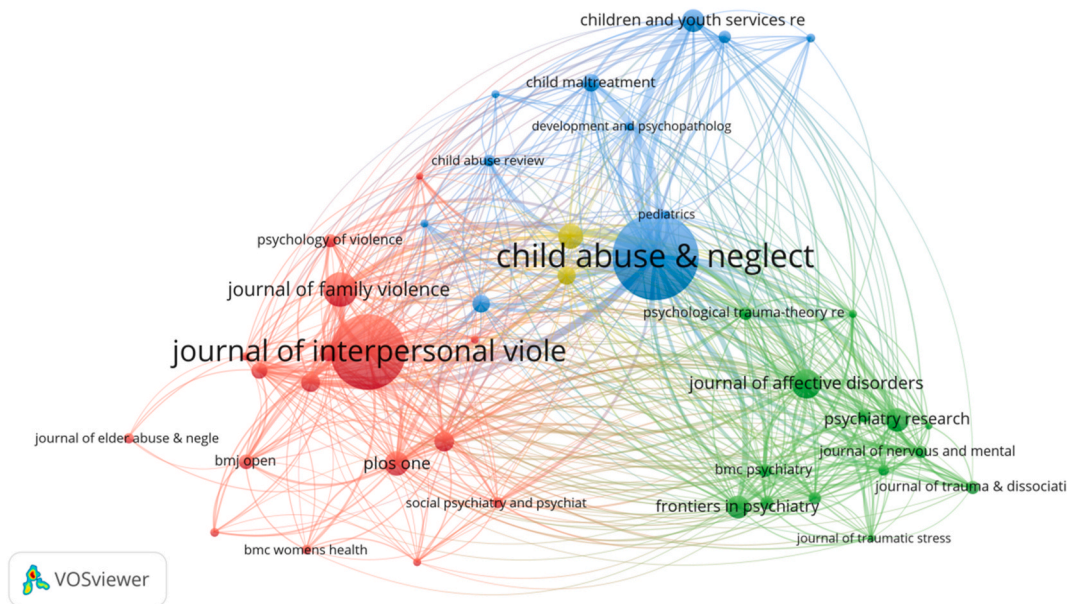 children and youth services re
child maltreatment
development and psychopatholog
child abuse review
pediatrics
psychology of violence
child abuse & neglect
journal of family violence
psychological trauma-theory re
journal of interpersonal viole
journal of affective disorders
psychiatry research
journal of elder abuse & negle
journal of nervous and mental
bmj open
plos one
bmc psychiatry
journal of trauma & dissociati
social psychiatry and psychiat
frontiers in psychiatry
journal of traumatic stress
bmc womens health
VOSviewer